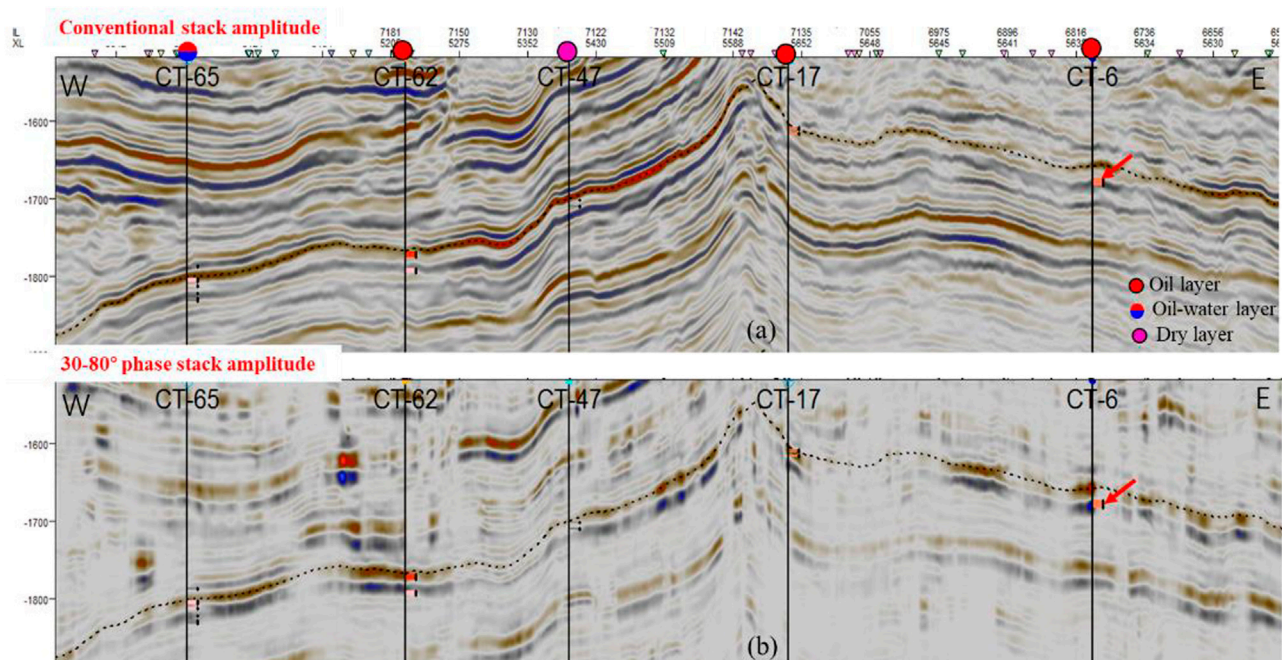 Conventional stack amplitude
IL 7181 7150 7130 7122 7132 7142 7135 7055 6976 6896 6816 6736 6656
XL 5275 5352 5430 5509 5588 5652 5648 5645 5641 5634 5630
W CT-65 CT-62 CT-47 CT-17 CT-6 E
-1600
-1700
-1800
Oil layer
Oil-water layer
Dry layer
(a)
30-80° phase stack amplitude
W CT-65 CT-62 CT-47 CT-17 CT-6 E
-1600
-1700
-1800
(b)